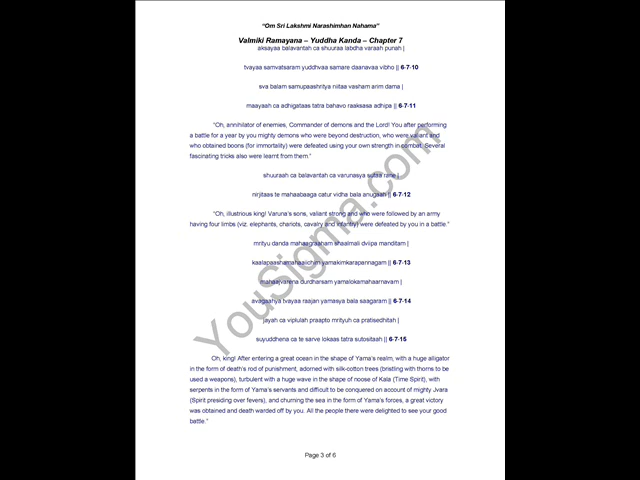 “Om Sri Lakshmi Narashimhan Nahama”
Valmiki Ramayana – Yuddha Kanda – Chapter 7
aksayaa balavantah ca shuuraa labdha varaah punah |
tvayaa samvatsaram yuddhvaa samare daanavaa vibho || 6-7-10
sva balam samupaashritya niitaa vasham arim dama |
maayaah ca adhigataas tatra bahavo raaksasa adhipa || 6-7-11
“Oh, annihilator of enemies, Commander of demons and the Lord! You after performing
a battle for a year by you mighty demons who were beyond destruction, who were valiant and
who obtained boons (for immortality) were defeated using your own strength in combat. Several
fascinating tricks also were learnt from them.”
shuuraah ca balavantah ca varunasya sutaa rane |
nirjitaas te mahaabaaga catur vidha bala anugaah || 6-7-12
“Oh, illustrious king! Varuna’s sons, valiant strong and who were followed by an army
having four limbs (viz. elephants, chariots, cavalry and infantry) were defeated by you in a battle.”
mrityu danda mahaagraaham shaalmali dviipa manditam |
kaalapaashamahaaiichim yamakimkarapannagam || 6-7-13
mahaajvarena durdharsam yamalokamahaarnavam |
avagaahya tvayaa raajan yamasya bala saagaram || 6-7-14
jayah ca viplulah praapto mrityuh ca pratisedhitah |
suyuddhena ca te sarve lokaas tatra sutositaah || 6-7-15
Oh, king! After entering a great ocean in the shape of Yama’s realm, with a huge alligator
in the form of death’s rod of punishment, adorned with silk-cotton trees (bristling with thorns to be
used a weapons), turbulent with a huge wave in the shape of noose of Kala (Time Spirit), with
serpents in the form of Yama’s servants and difficult to be conquered on account of mighty Jvara
(Spirit presiding over fevers), and churning the sea in the form of Yama’s forces, a great victory
was obtained and death warded off by you. All the people there were delighted to see your good
battle.”
Page 3 of 6
YouSigma.com